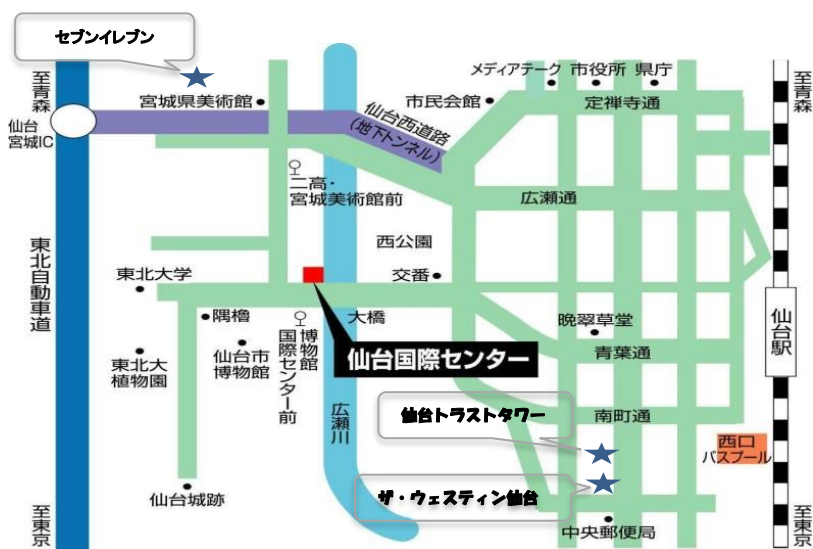 セブンイレブン
至青森
宮城県美術館
仙台
宮城IC
仙台西道路
(地下トンネル)
市民会館
メディアテーク
市役所
県庁
定禅寺通
至青森
二高・
宮城美術館前
広瀬通
西公園
交番
東北自動車道
東北大学
隅櫓
大橋
晩翠草堂
仙台駅
東北大
植物園
仙台市
博物館
博物館
国際センター前
仙台国際センター
青葉通
広瀬川
仙台トラストタワー
南町通
西口
バスプール
仙台城跡
ザ・ウェスティン仙台
中央郵便局
至東京
至東京